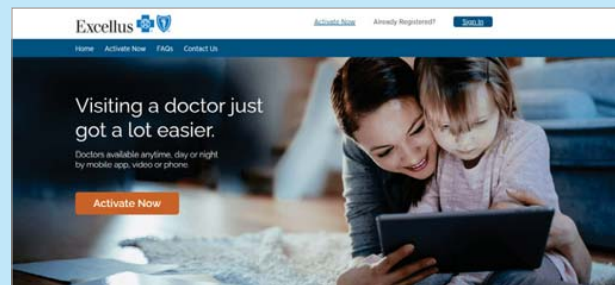 Excellus
Activate Now Already Registered? Sign In
Home Activate Now FAQs Contact Us
Visiting a doctor just
got a lot easier.
Doctors available anytime, day or night
by mobile app, video or phone.
Activate Now